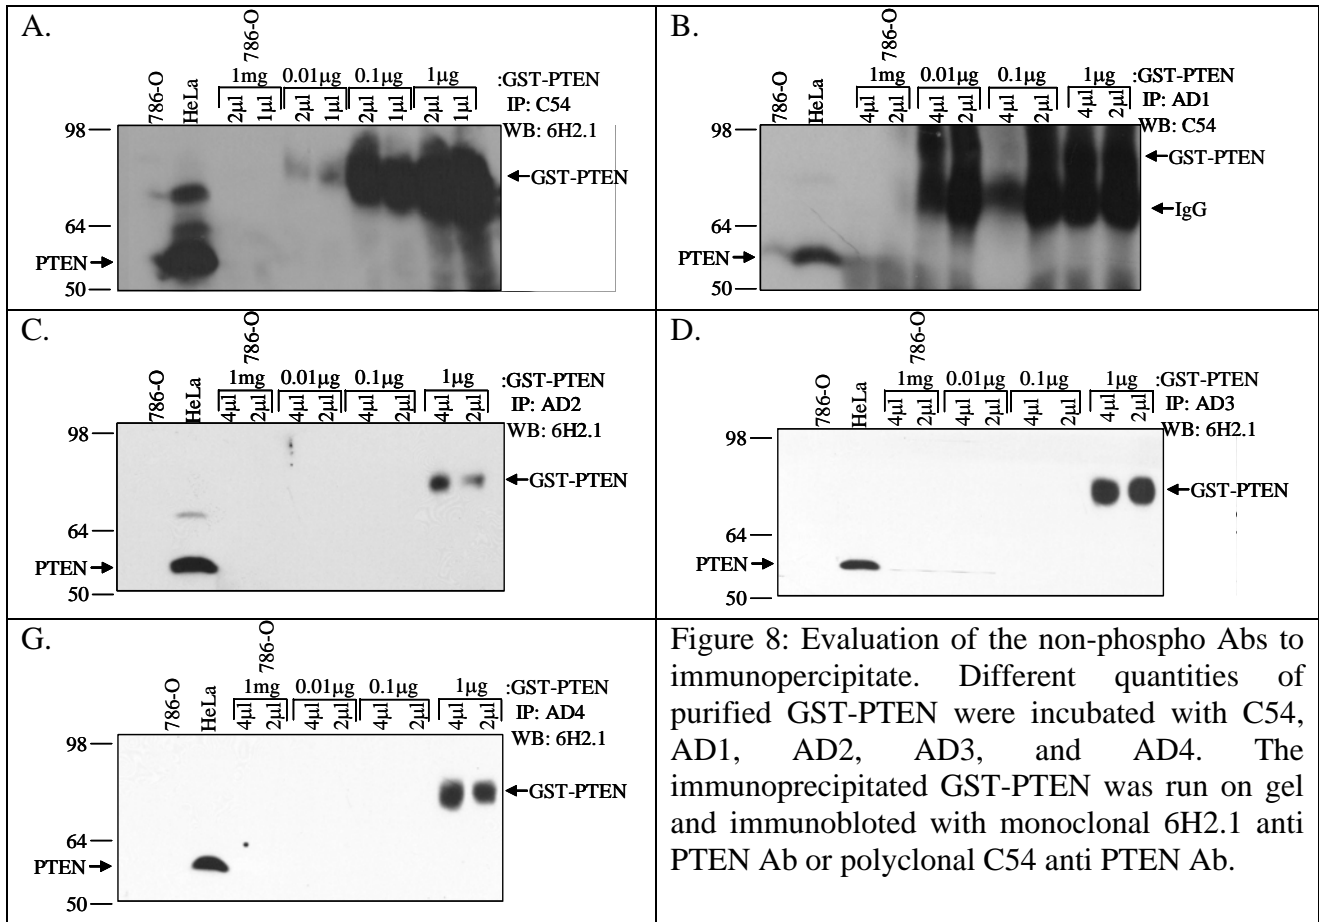 A.
786-O
HeLa
786-O
1mg 0.01µg 0.1µg 1µg :GST-PTEN
2µl 1µl 2µl 1µl 2µl 1µl 2µl 1µl IP: C54
WB: 6H2.1
98
GST-PTEN
64
PTEN
50
B.
786-O
HeLa
786-O
1mg 0.01µg 0.1µg 1µg :GST-PTEN
4µl 2µl 4µl 2µl 4µl 2µl 4µl 2µl IP: AD1
WB: C54
98
GST-PTEN
IgG
64
PTEN
50
C.
786-O
HeLa
786-O
1mg 0.01µg 0.1µg 1µg :GST-PTEN
4µl 2µl 4µl 2µl 4µl 2µl 4µl 2µl IP: AD2
WB: 6H2.1
98
GST-PTEN
64
PTEN
50
D.
786-O
HeLa
786-O
1mg 0.01µg 0.1µg 1µg :GST-PTEN
4µl 2µl 4µl 2µl 4µl 2µl 4µl 2µl IP: AD3
WB: 6H2.1
98
GST-PTEN
64
PTEN
50
G.
786-O
HeLa
786-O
1mg 0.01µg 0.1µg 1µg :GST-PTEN
4µl 2µl 4µl 2µl 4µl 2µl 4µl 2µl IP: AD4
WB: 6H2.1
98
GST-PTEN
64
PTEN
50
Figure 8: Evaluation of the non-phospho Abs to
immunopercipitate. Different quantities of
purified GST-PTEN were incubated with C54,
AD1, AD2, AD3, and AD4. The
immunoprecipitated GST-PTEN was run on gel
and immunobloted with monoclonal 6H2.1 anti
PTEN Ab or polyclonal C54 anti PTEN Ab.